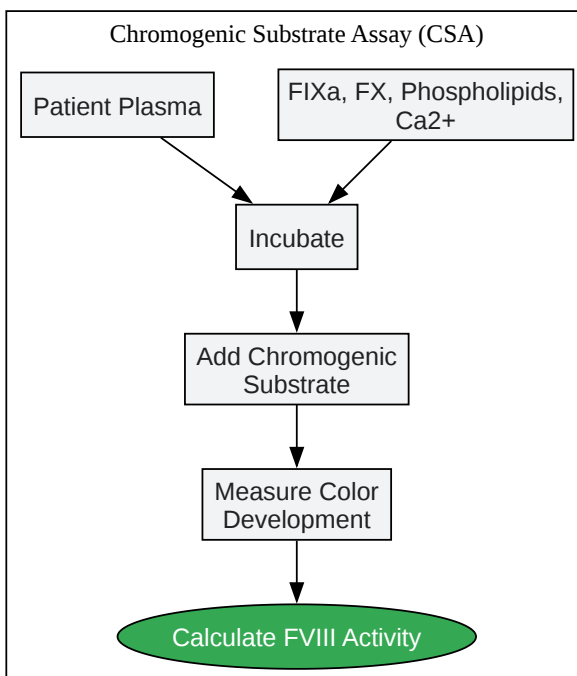 Chromogenic Substrate Assay (CSA)
Patient Plasma
FIXa, FX, Phospholipids,
Ca2+
Incubate
Add Chromogenic
Substrate
Measure Color
Development
Calculate FVIII Activity